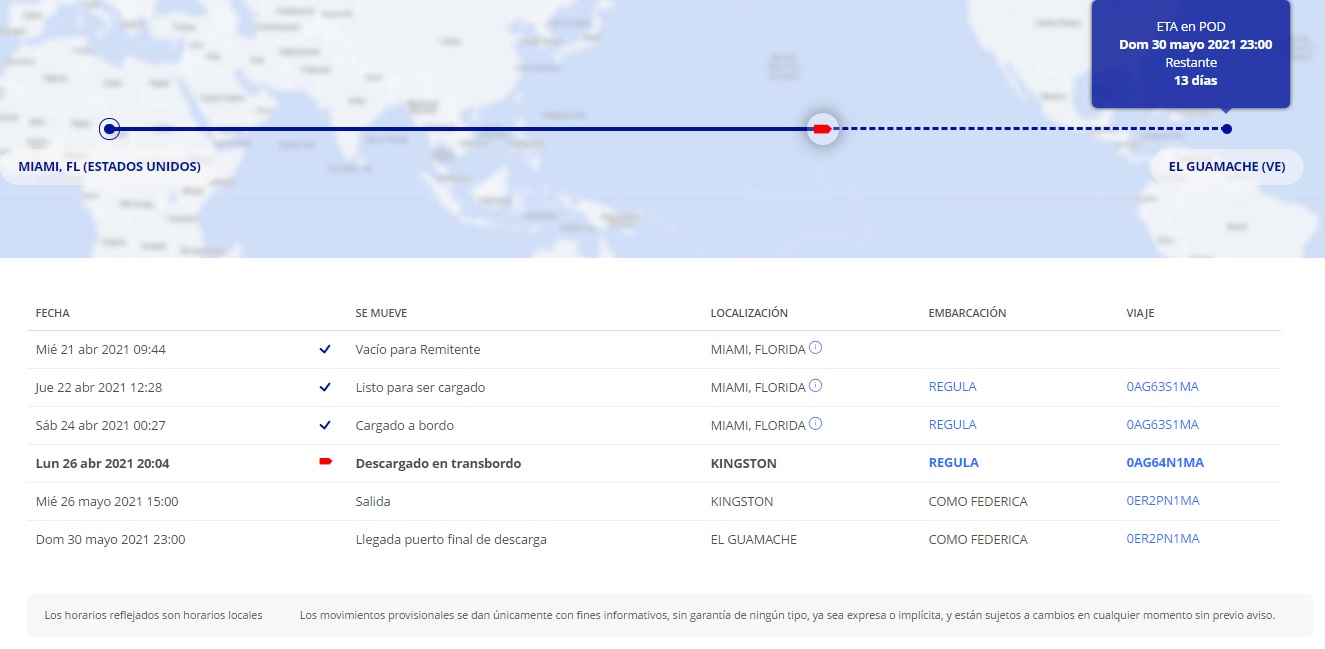 ETA en POD
Dom 30 mayo 2021 23:00
Restante
13 días
MIAMI, FL (ESTADOS UNIDOS)
EL GUAMACHE (VE)
FECHA SE MUEVE LOCALIZACIÓN EMBARCACIÓN VIAJE
Mié 21 abr 2021 09:44 Vacío para Remitente MIAMI, FLORIDA
Jue 22 abr 2021 12:28 Listo para ser cargado MIAMI, FLORIDA REGULA 0AG63S1MA
Sáb 24 abr 2021 00:27 Cargado a bordo MIAMI, FLORIDA REGULA 0AG63S1MA
Lun 26 abr 2021 20:04 Descargado en transbordo KINGSTON REGULA 0AG64N1MA
Mié 26 mayo 2021 15:00 Salida KINGSTON COMO FEDERICA 0ER2PN1MA
Dom 30 mayo 2021 23:00 Llegada puerto final de descarga EL GUAMACHE COMO FEDERICA 0ER2PN1MA
Los horarios reflejados son horarios locales Los movimientos provisionales se dan únicamente con fines informativos, sin garantía de ningún tipo, ya sea expresa o implícita, y están sujetos a cambios en cualquier momento sin previo aviso.